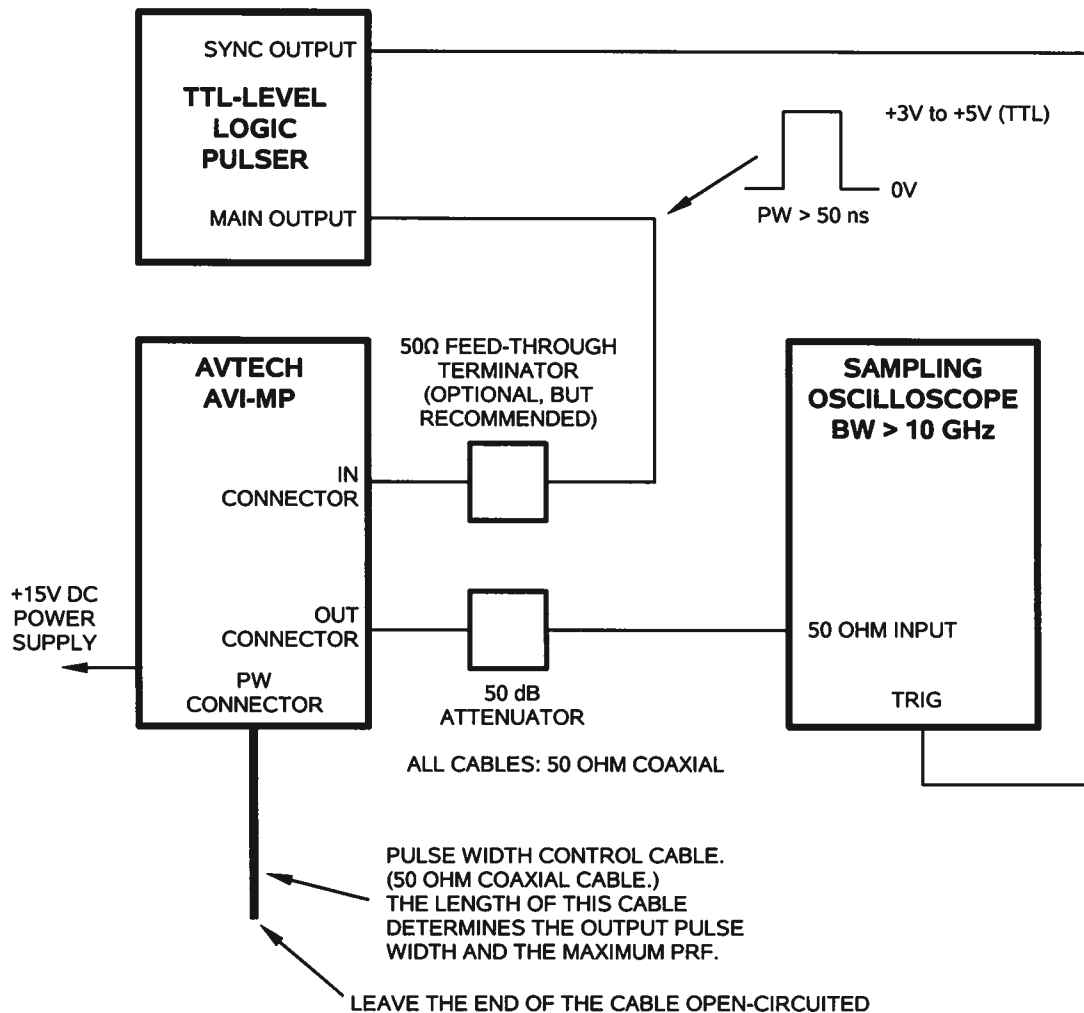 SYNC OUTPUT
TTL-LEVEL
LOGIC
PULSER
MAIN OUTPUT
+3V to +5V (TTL)
0V
PW > 50 ns
AVTECH
AVI-MP
IN
CONNECTOR
OUT
CONNECTOR
PW
CONNECTOR
+15V DC
POWER
SUPPLY
50Ω FEED-THROUGH
TERMINATOR
(OPTIONAL, BUT
RECOMMENDED)
50 dB
ATTENUATOR
SAMPLING
OSCILLOSCOPE
BW > 10 GHz
50 OHM INPUT
TRIG
ALL CABLES: 50 OHM COAXIAL
PULSE WIDTH CONTROL CABLE.
(50 OHM COAXIAL CABLE.)
THE LENGTH OF THIS CABLE
DETERMINES THE OUTPUT PULSE
WIDTH AND THE MAXIMUM PRF.
LEAVE THE END OF THE CABLE OPEN-CIRCUITED